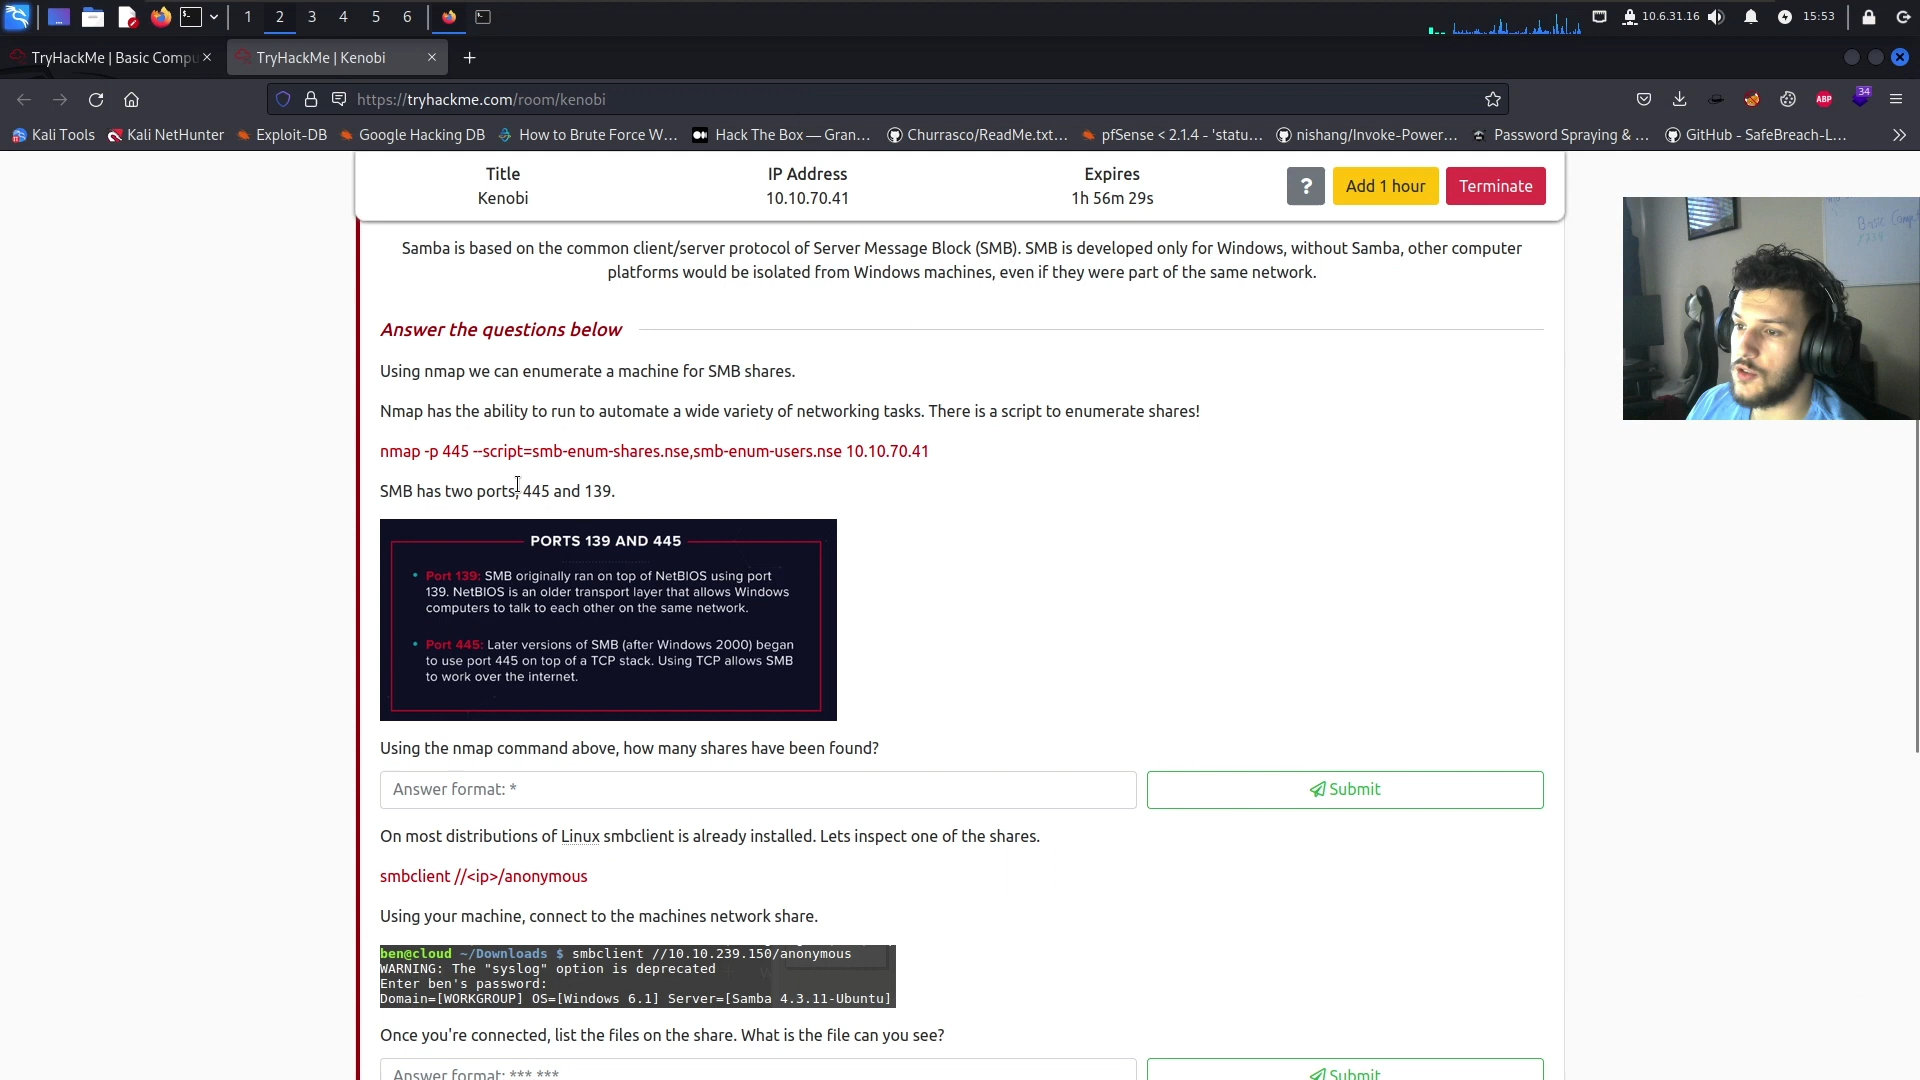 1 2 3 4 5 6
10.6.31.16
15:53
TryHackMe | Basic Compu
TryHackMe | Kenobi
https://tryhackme.com/room/kenobi
ABP
34
Kali Tools
Kali NetHunter
Exploit-DB
Google Hacking DB
How to Brute Force W...
Hack The Box — Gran...
Churrasco/ReadMe.txt...
pfSense < 2.1.4 - 'statu...
nishang/Invoke-Power...
Password Spraying & ...
GitHub - SafeBreach-L...
Title
Kenobi
IP Address
10.10.70.41
Expires
1h 56m 29s
?
Add 1 hour
Terminate
Samba is based on the common client/server protocol of Server Message Block (SMB). SMB is developed only for Windows, without Samba, other computer
platforms would be isolated from Windows machines, even if they were part of the same network.
Answer the questions below
Using nmap we can enumerate a machine for SMB shares.
Nmap has the ability to run to automate a wide variety of networking tasks. There is a script to enumerate shares!
nmap -p 445 --script=smb-enum-shares.nse,smb-enum-users.nse 10.10.70.41
SMB has two ports, 445 and 139.
PORTS 139 AND 445
• Port 139: SMB originally ran on top of NetBIOS using port
139. NetBIOS is an older transport layer that allows Windows
computers to talk to each other on the same network.
• Port 445: Later versions of SMB (after Windows 2000) began
to use port 445 on top of a TCP stack. Using TCP allows SMB
to work over the internet.
Using the nmap command above, how many shares have been found?
Answer format: *
Submit
On most distributions of Linux smbclient is already installed. Lets inspect one of the shares.
smbclient //<ip>/anonymous
Using your machine, connect to the machines network share.
ben@cloud ~/Downloads $ smbclient //10.10.239.150/anonymous
WARNING: The "syslog" option is deprecated
Enter ben's password:
Domain=[WORKGROUP] OS=[Windows 6.1] Server=[Samba 4.3.11-Ubuntu]
Once you're connected, list the files on the share. What is the file can you see?
Answer format: *** ***
Submit